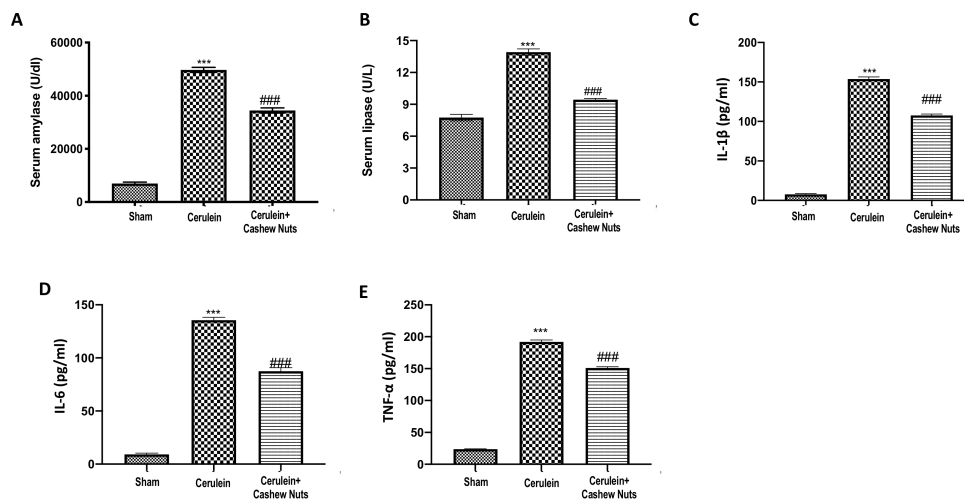 A
Serum amylase (U/dl)
60000
40000
20000
0
***
###
Sham
Cerulein
Cerulein+
Cashew Nuts
B
Serum lipase (U/L)
15
12
9
6
3
0
***
###
Sham
Cerulein
Cerulein+
Cashew Nuts
C
IL-1β (pg/ml)
200
150
100
50
0
***
###
Sham
Cerulein
Cerulein+
Cashew Nuts
D
IL-6 (pg/ml)
150
100
50
0
***
###
Sham
Cerulein
Cerulein+
Cashew Nuts
E
TNF-α (pg/ml)
250
200
150
100
50
0
***
###
Sham
Cerulein
Cerulein+
Cashew Nuts